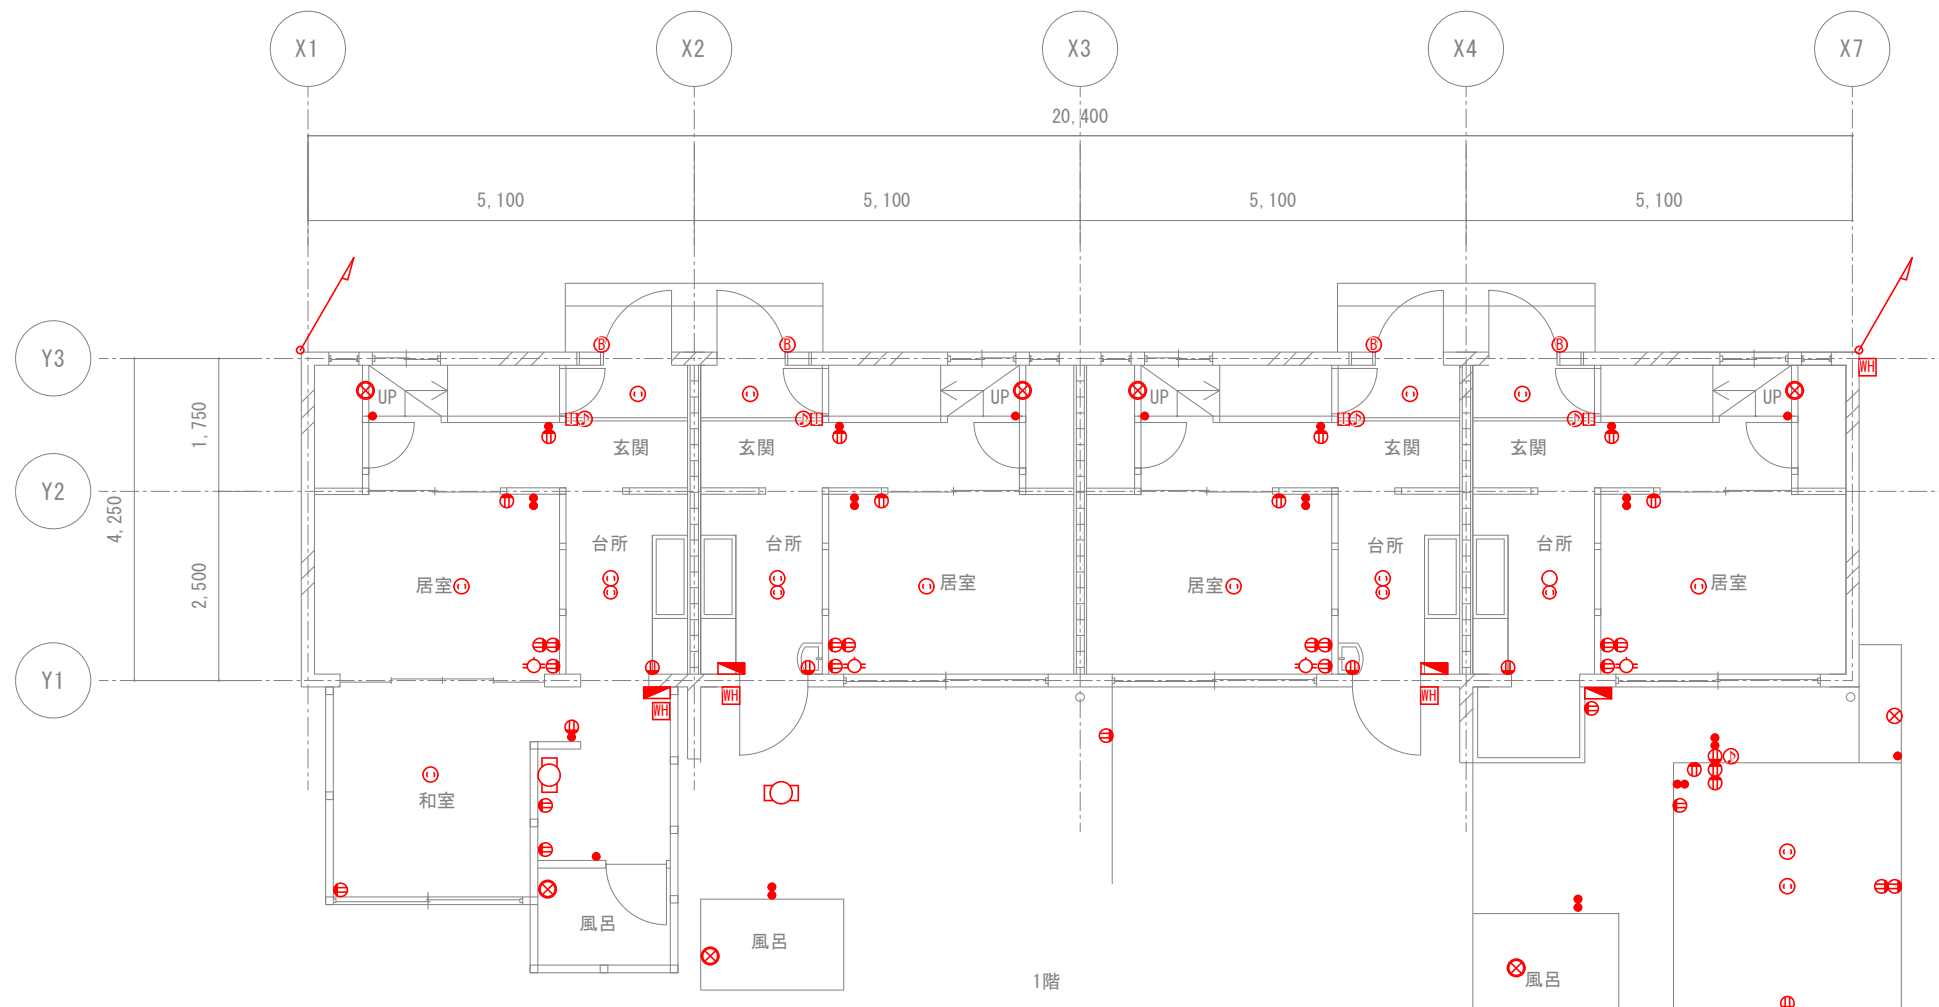 X1 X2 X3 X4 X7
20,400
5,100 5,100 5,100 5,100
Y3
B B B B
WH
UP UP UP UP
1,750
玄関 玄関 玄関 玄関
Y2
4,250
2,500
台所 台所 台所 台所
居室 居室 居室 居室
Y1
WH WH WH
和室
風呂 風呂 風呂
1階